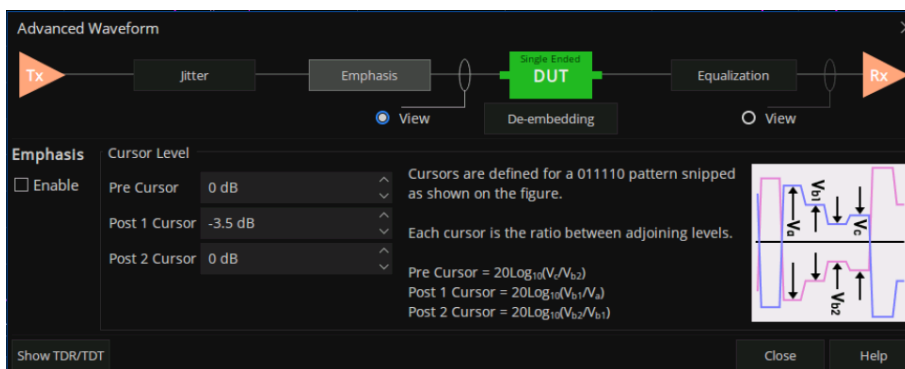 Advanced Waveform
Tx
Jitter
Emphasis
Single Ended
DUT
Equalization
Rx
View
De-embedding
View
Emphasis
Enable
Cursor Level
Pre Cursor 0 dB
Post 1 Cursor -3.5 dB
Post 2 Cursor 0 dB
Cursors are defined for a 011110 pattern snipped
as shown on the figure.
Each cursor is the ratio between adjoining levels.
Pre Cursor = 20Log₁₀(Vc/Vb2)
Post 1 Cursor = 20Log₁₀(Vb1/Va)
Post 2 Cursor = 20Log₁₀(Vb2/Vb1)
Va
Vb1
Vc
Vb2
Show TDR/TDT
Close
Help